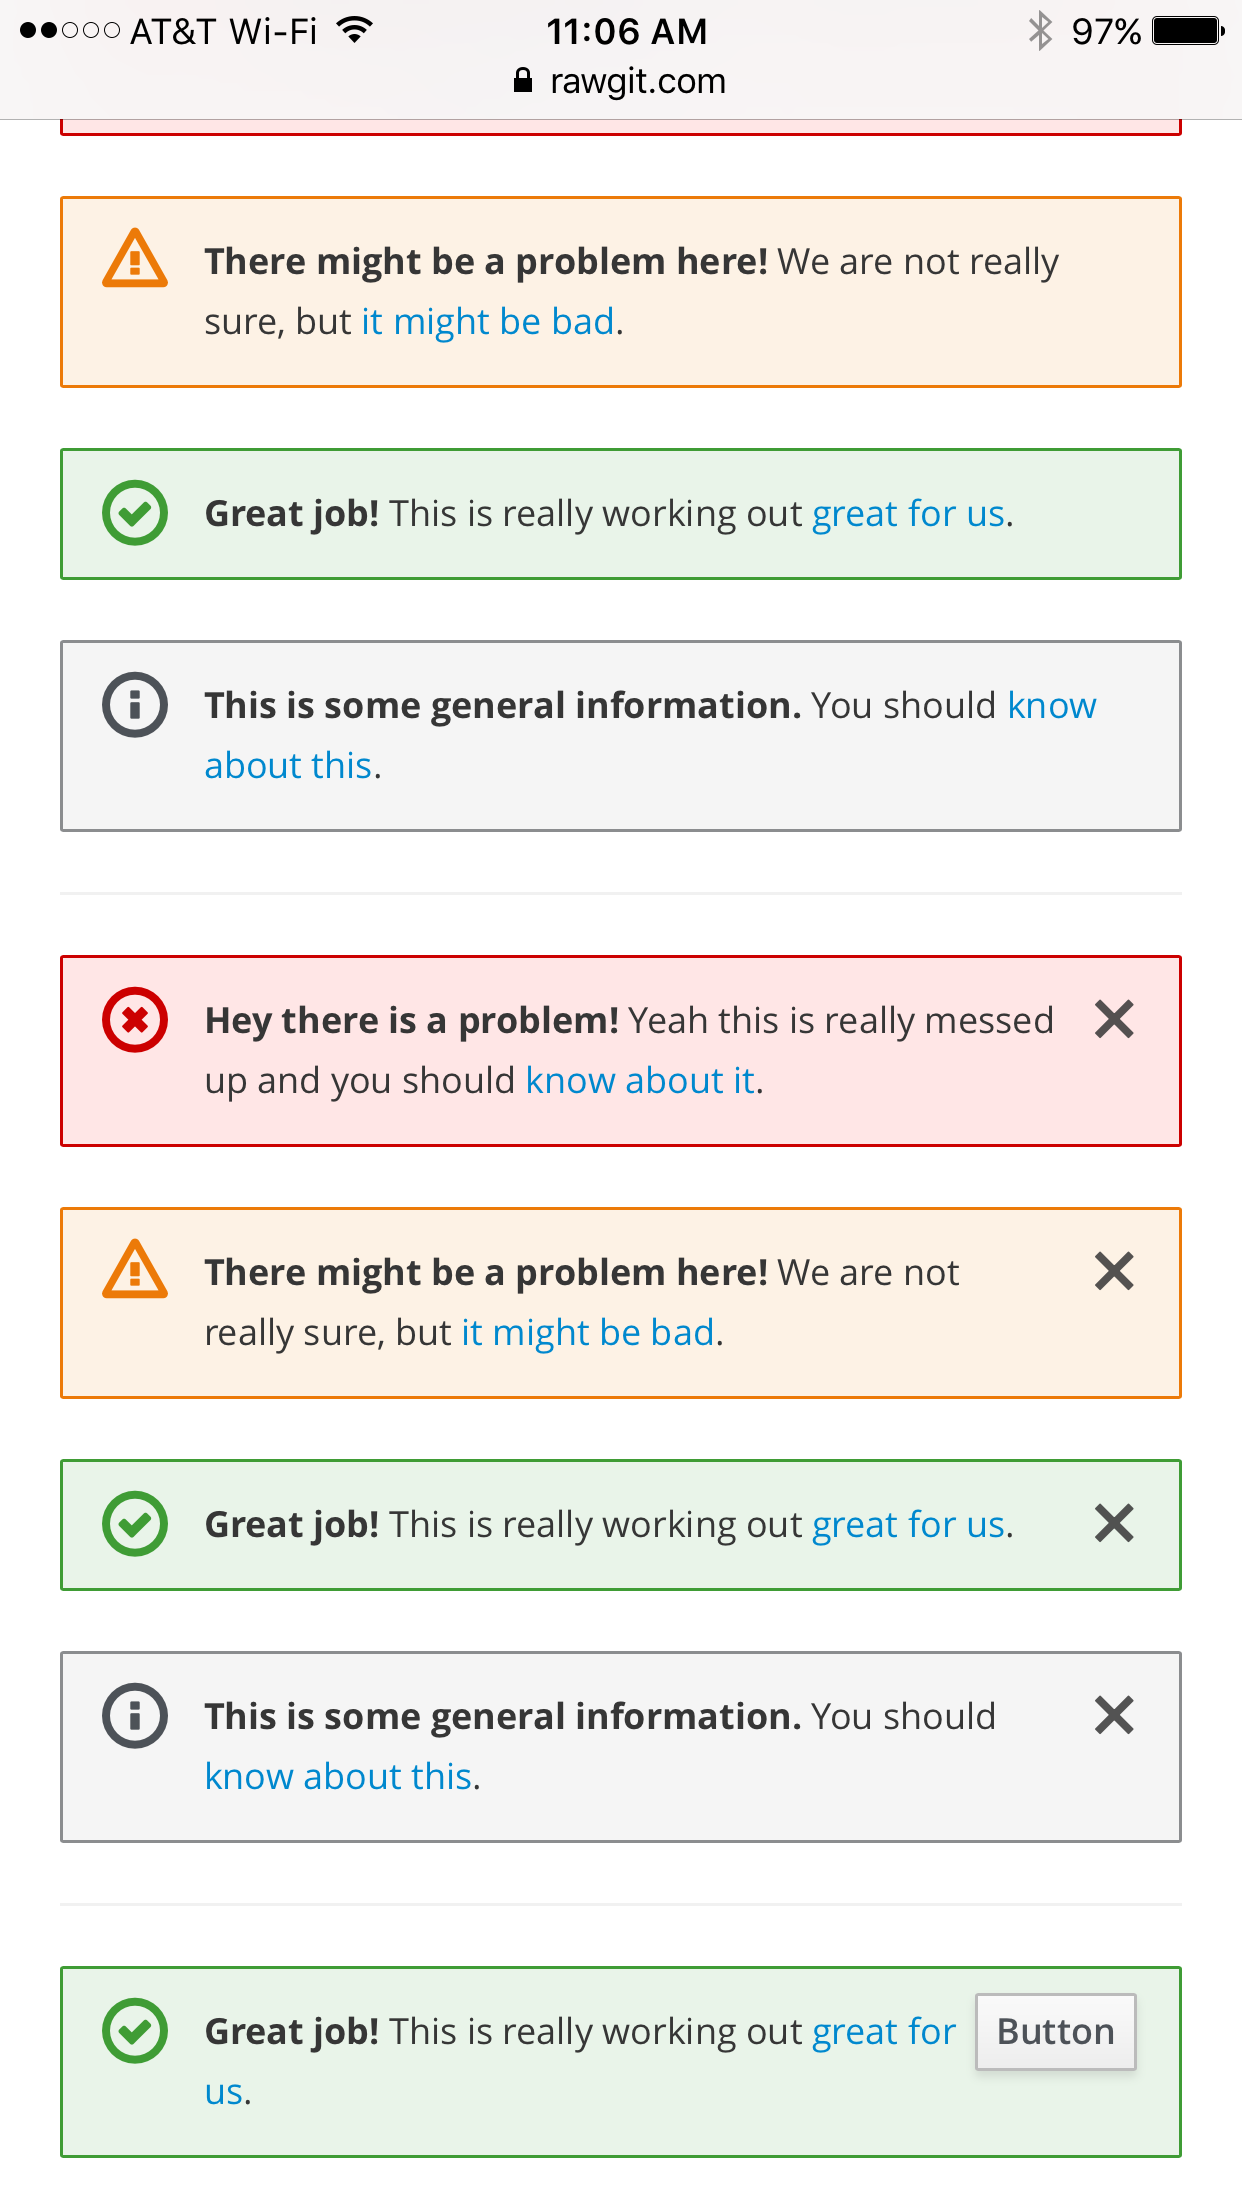 AT&T Wi-Fi 11:06 AM 97%
rawgit.com
There might be a problem here! We are not really
sure, but it might be bad.
Great job! This is really working out great for us.
This is some general information. You should know
about this.
Hey there is a problem! Yeah this is really messed
up and you should know about it.
There might be a problem here! We are not
really sure, but it might be bad.
Great job! This is really working out great for us.
This is some general information. You should
know about this.
Great job! This is really working out great for Button
us.